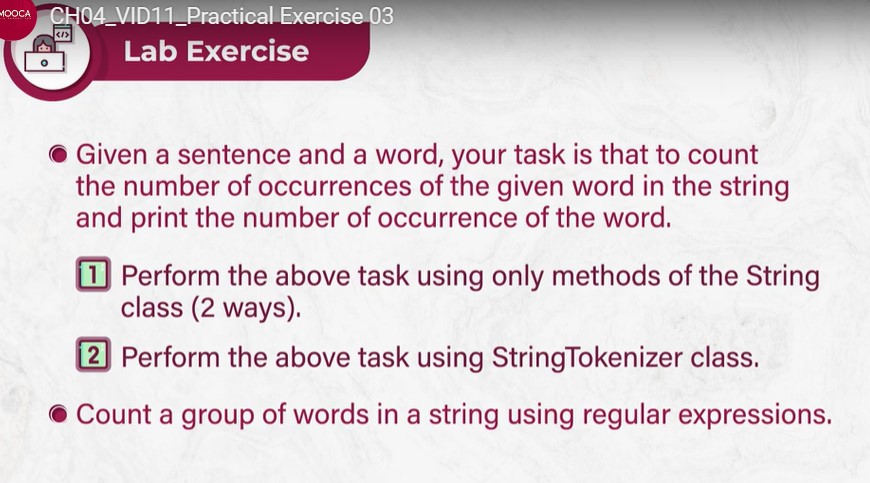 MOOCA
CH04_VID11_Practical Exercise 03
</>
Lab Exercise
Given a sentence and a word, your task is that to count
the number of occurrences of the given word in the string
and print the number of occurrence of the word.
1 Perform the above task using only methods of the String
class (2 ways).
2 Perform the above task using StringTokenizer class.
Count a group of words in a string using regular expressions.